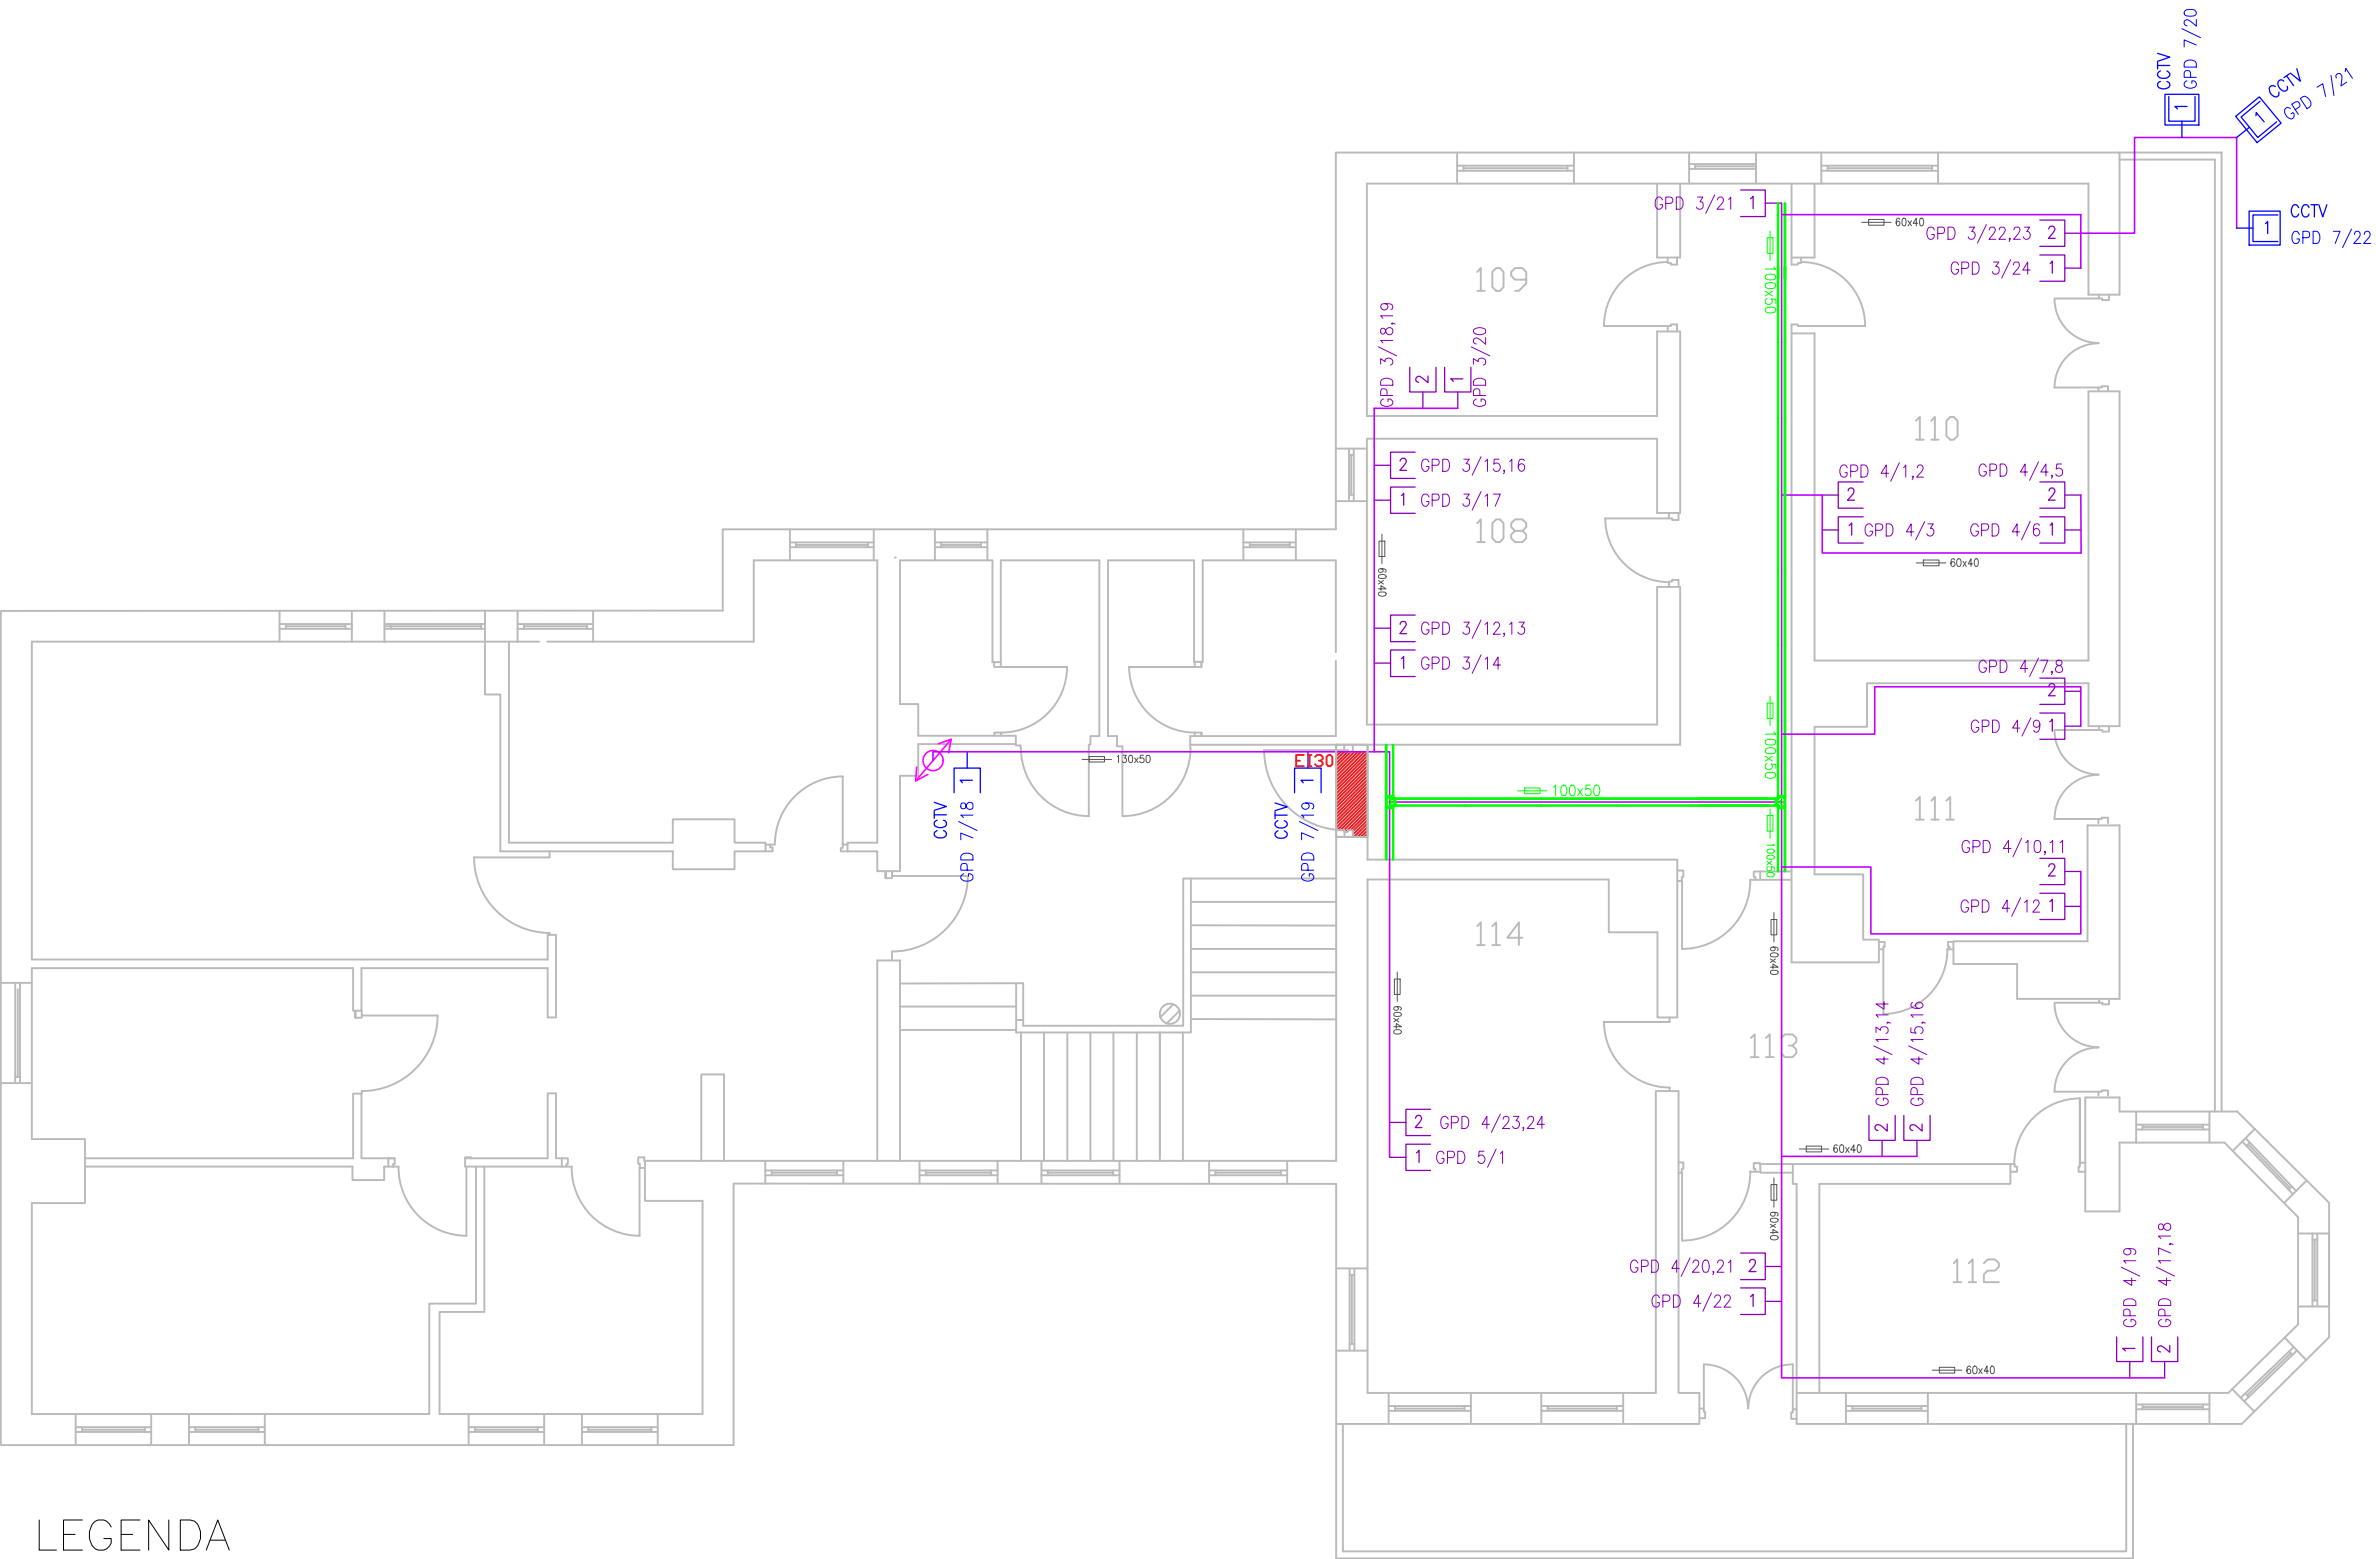 CCTV
GPD 7/20
CCTV
GPD 7/21
CCTV
GPD 7/22
GPD 3/21
1
60x40
GPD 3/22,23
2
GPD 3/24
1
100x50
109
110
GPD 3/18,19
2
GPD 3/20
1
2
GPD 3/15,16
1
GPD 3/17
108
60x40
2
GPD 3/12,13
1
GPD 3/14
GPD 4/1,2
2
1
GPD 4/3
GPD 4/4,5
2
GPD 4/6
1
60x40
GPD 4/7,8
2
GPD 4/9
1
100x50
111
100x50
GPD 4/10,11
2
GPD 4/12
1
130x50
EI30
100x50
1
CCTV
GPD 7/18
1
CCTV
GPD 7/19
1
1
1
114
60x40
60x40
113
GPD 4/13,14
2
GPD 4/15,16
2
60x40
2
GPD 4/23,24
1
GPD 5/1
60x40
GPD 4/20,21
2
GPD 4/22
1
112
GPD 4/19
1
GPD 4/17,18
2
60x40
LEGENDA